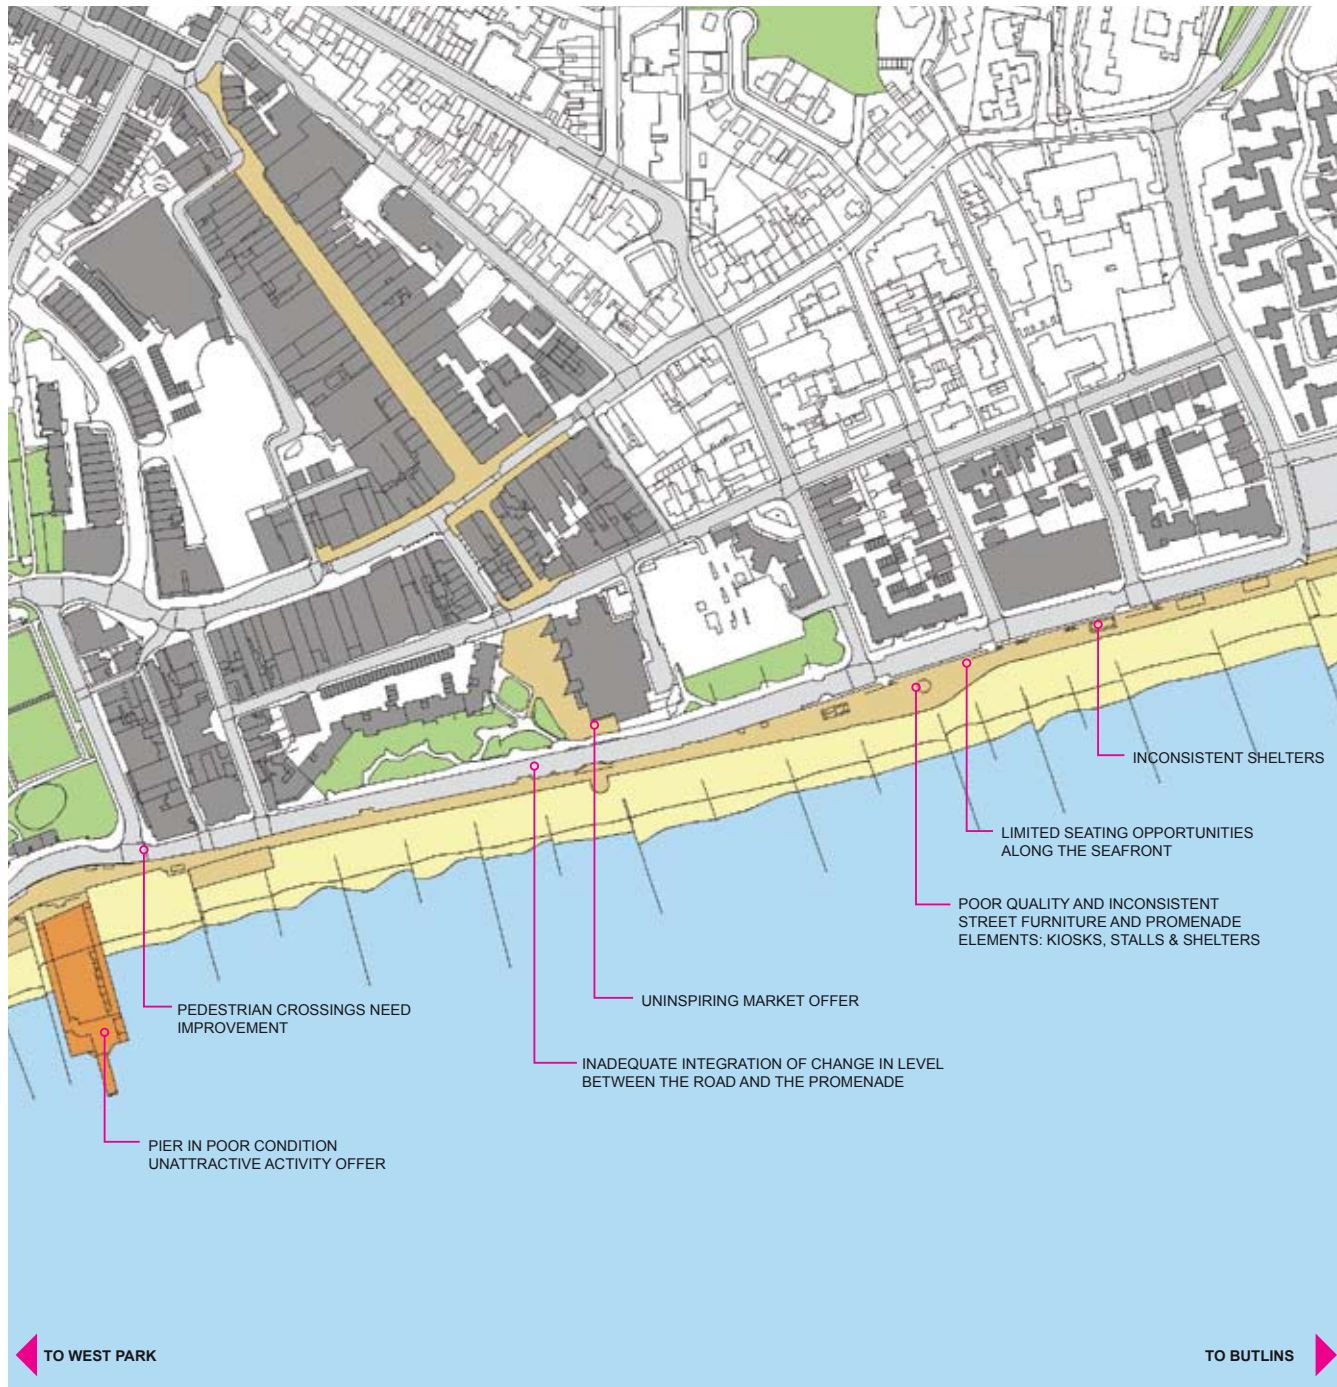 INCONSISTENT SHELTERS
LIMITED SEATING OPPORTUNITIES
ALONG THE SEAFRONT
POOR QUALITY AND INCONSISTENT
STREET FURNITURE AND PROMENADE
ELEMENTS: KIOSKS, STALLS & SHELTERS
UNINSPIRING MARKET OFFER
PEDESTRIAN CROSSINGS NEED
IMPROVEMENT
INADEQUATE INTEGRATION OF CHANGE IN LEVEL
BETWEEN THE ROAD AND THE PROMENADE
PIER IN POOR CONDITION
UNATTRACTIVE ACTIVITY OFFER
TO WEST PARK
TO BUTLINS